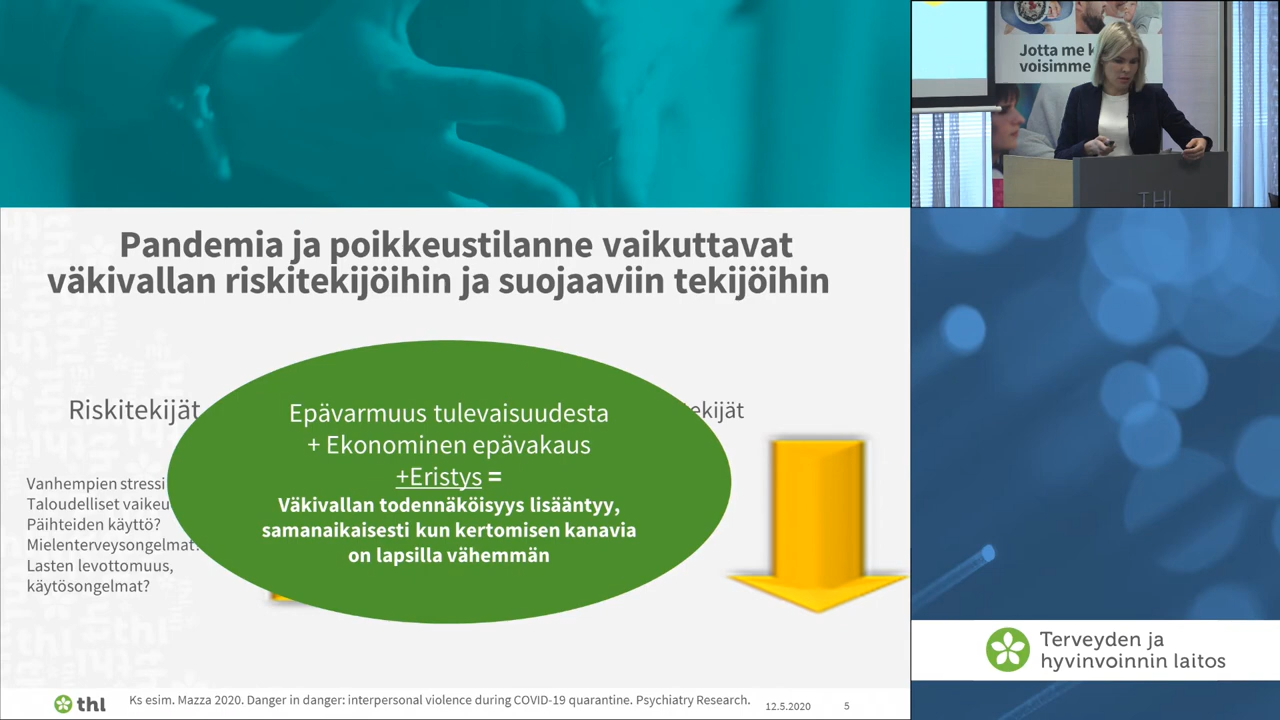 Jotta me
voisimme
THL
Pandemia ja poikkeustilanne vaikuttavat
väkivallan riskitekijöihin ja suojaaviin tekijöihin
Riskitekijät
Vanhempien stressi
Taloudelliset
Päihteiden käyttö?
Mielenterveysongelmat?
Lasten levottomuus,
käytösongelmat?
Epävarmuus tulevaisuudesta
+ Ekonominen epävakaus
+Eristys =
Väkivallan todennäköisyys lisääntyy,
samanaikaisesti kun kertomisen kanavia
on lapsilla vähemmän
thl
Ks esim. Mazza 2020. Danger in danger: interpersonal violence during COVID-19 quarantine. Psychiatry Research.
12.5.2020
5
Terveyden ja
hyvinvoinnin laitos